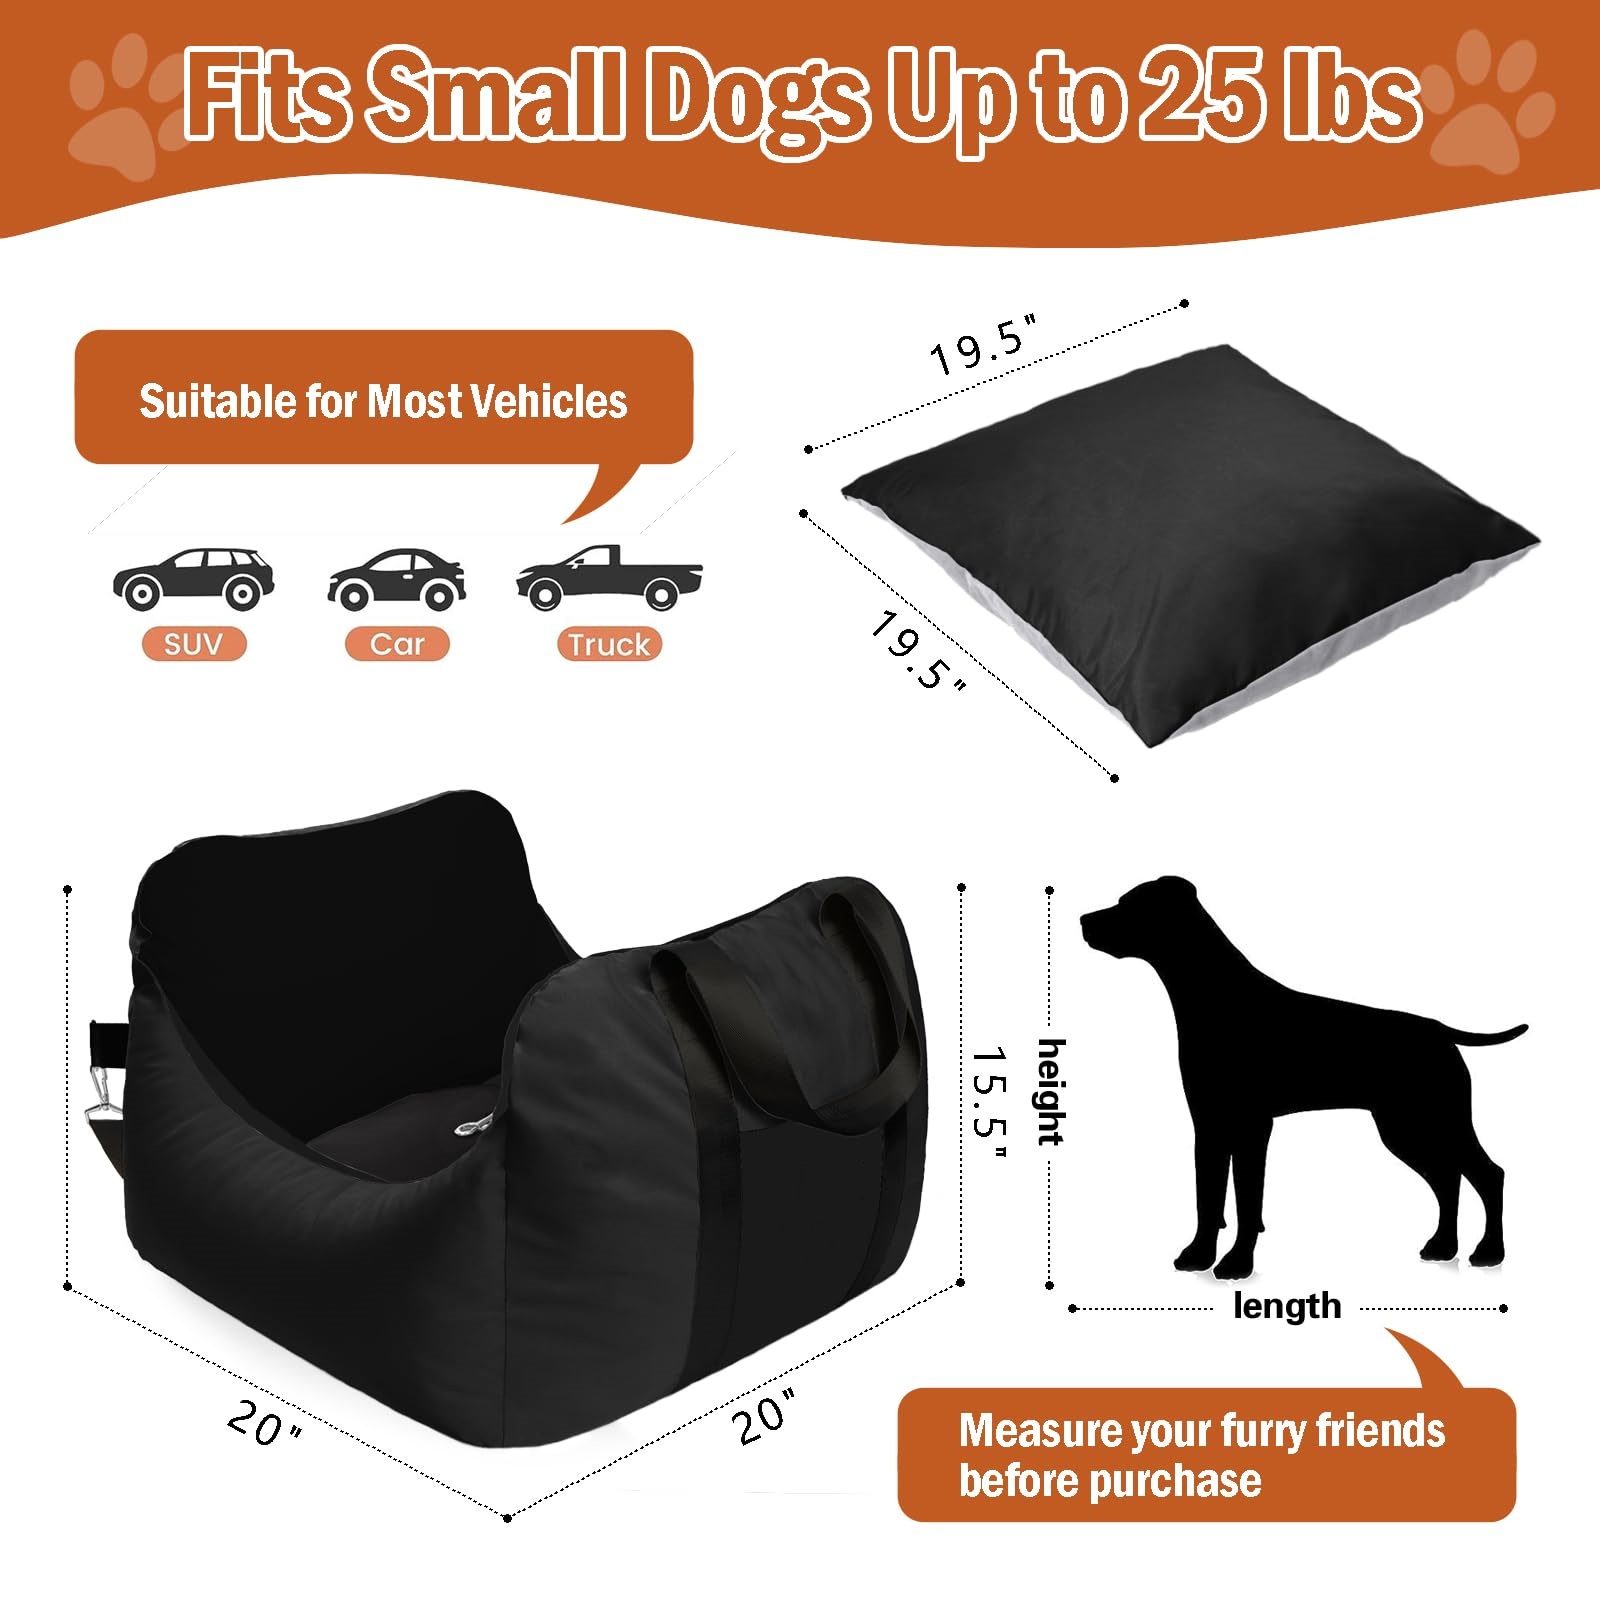 Fits Small Dogs Up to 25 lbs
Suitable for Most Vehicles
SUV
Car
Truck
19.5"
19.5"
15.5"
height
20"
20"
length
Measure your furry friends
before purchase